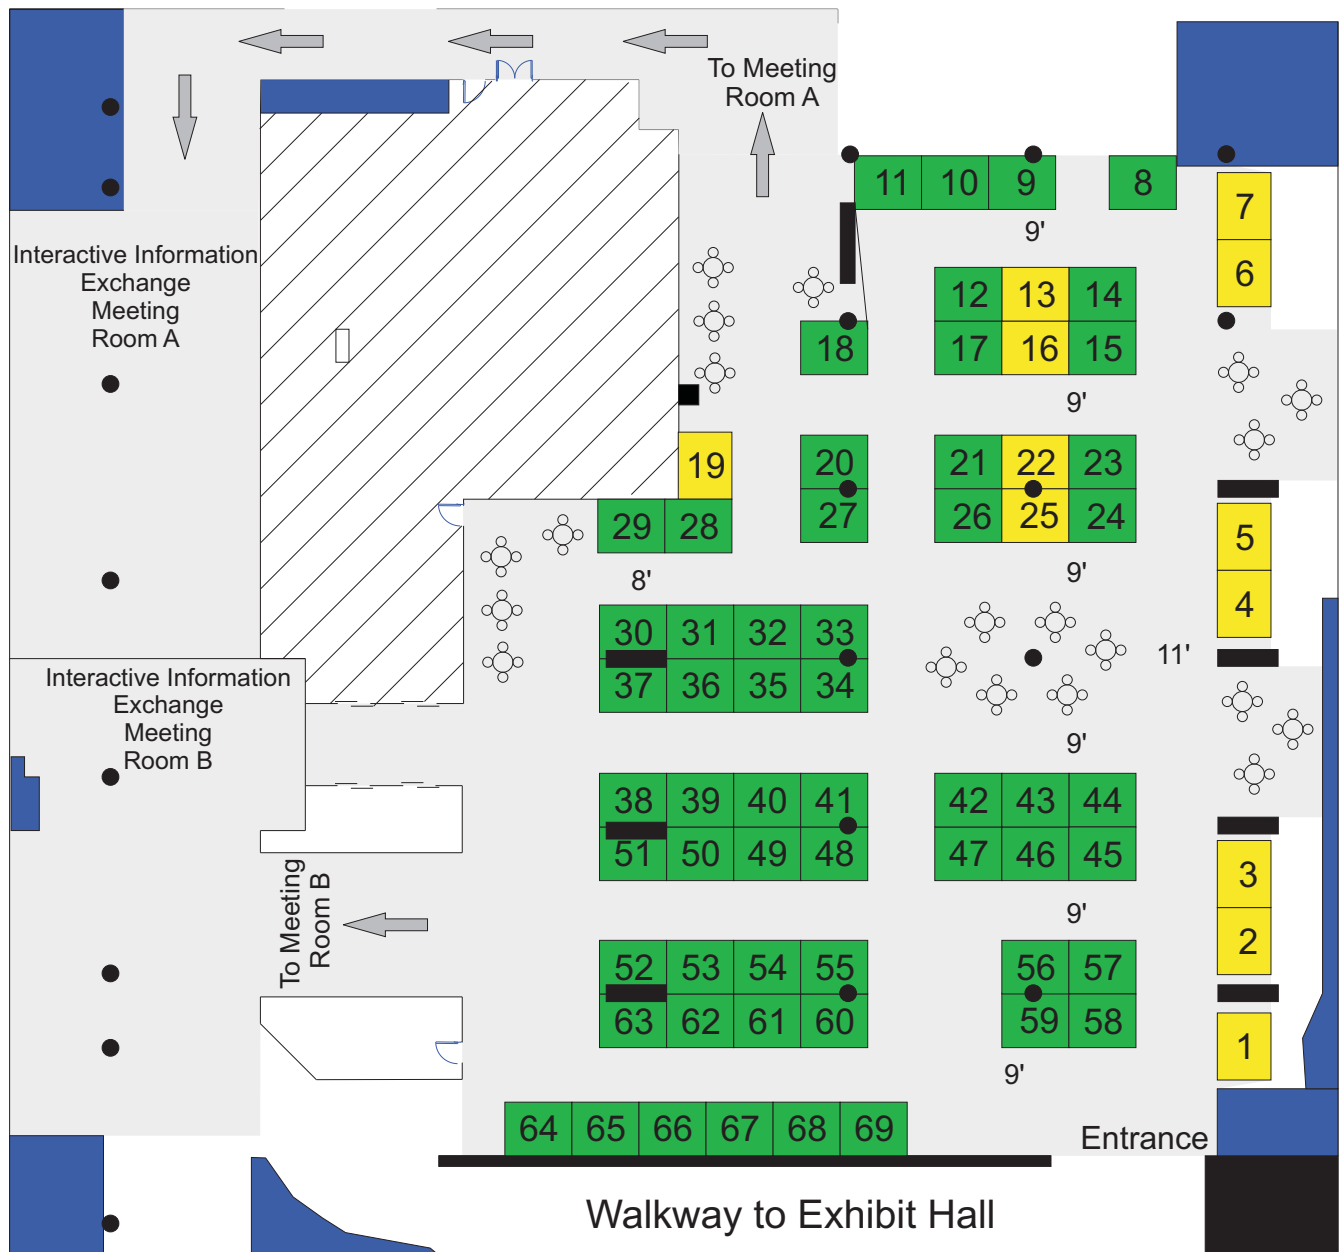 To Meeting
Room A
11 10 9 8
7
9'
6
Interactive Information
Exchange
Meeting
Room A
12 13 14
17 16 15
18
9'
19
20
21 22 23
27
26 25 24
29 28
5
8'
9'
4
30 31 32 33
37 36 35 34
11'
Interactive Information
Exchange
Meeting
Room B
9'
38 39 40 41
42 43 44
51 50 49 48
47 46 45
3
To Meeting
Room B
9'
2
52 53 54 55
56 57
63 62 61 60
59 58
1
9'
64 65 66 67 68 69
Entrance
Walkway to Exhibit Hall